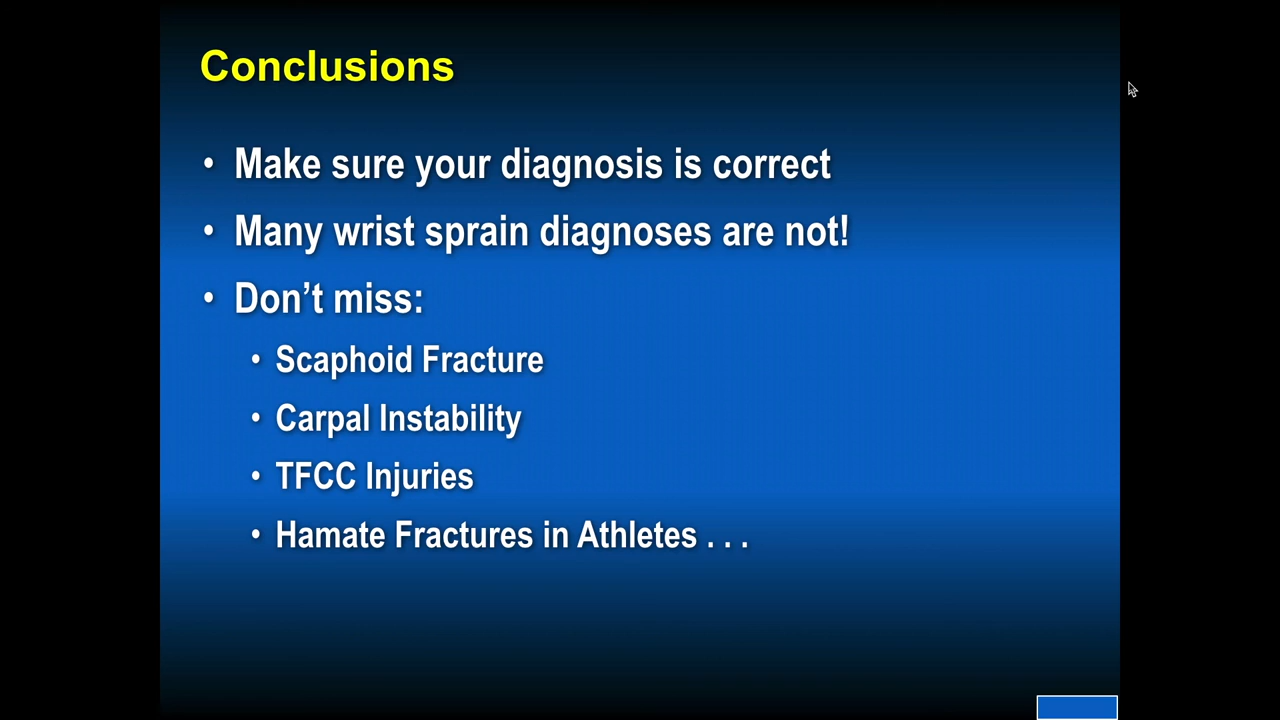 Conclusions
• Make sure your diagnosis is correct
• Many wrist sprain diagnoses are not!
• Don’t miss:
• Scaphoid Fracture
• Carpal Instability
• TFCC Injuries
• Hamate Fractures in Athletes . . .